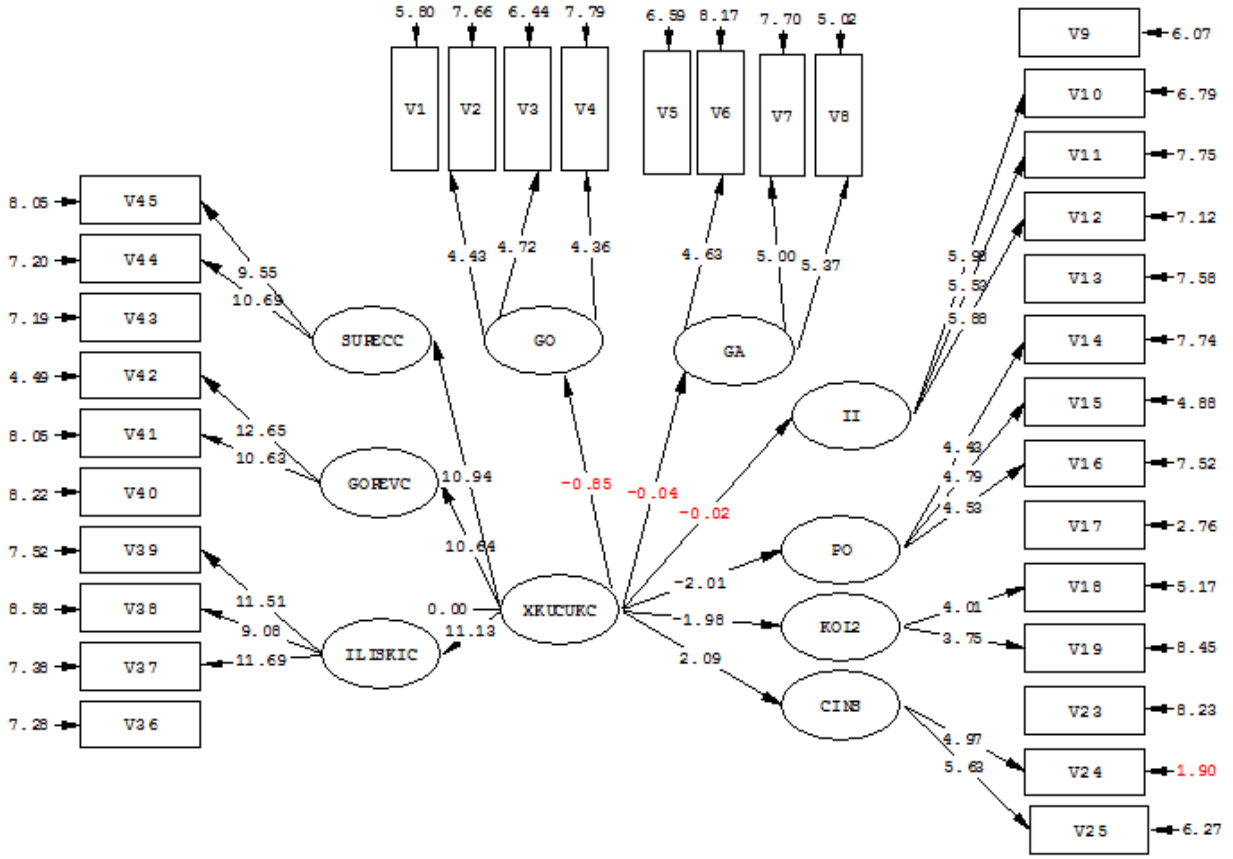 5.80 7.66 6.44 7.79 6.59 8.17 7.70 5.02
V1 V2 V3 V4 V5 V6 V7 V8
V9 6.07
V10 6.79
V11 7.75
V12 7.12
V13 7.58
V14 7.74
V15 4.88
V16 7.52
V17 2.76
V18 5.17
V19 8.45
V23 8.23
V24 1.90
V25 6.27
8.05 V45
7.20 V44
7.19 V43
4.49 V42
8.05 V41
8.22 V40
7.52 V39
8.58 V38
7.38 V37
7.28 V36
9.55
10.69
SURECC
12.65
10.63
GOREVC
11.51
9.08
11.69
ILISKIC
4.43 4.72 4.36
GO
4.63 5.00 5.37
GA
5.98
5.53
5.88
II
4.43
4.79
4.53
PO
4.01
3.75
KOL2
4.97
5.63
CINS
10.94
10.64
0.00
11.13
XKUCUKC
-0.85
-0.04
-0.02
-2.01
-1.98
2.09